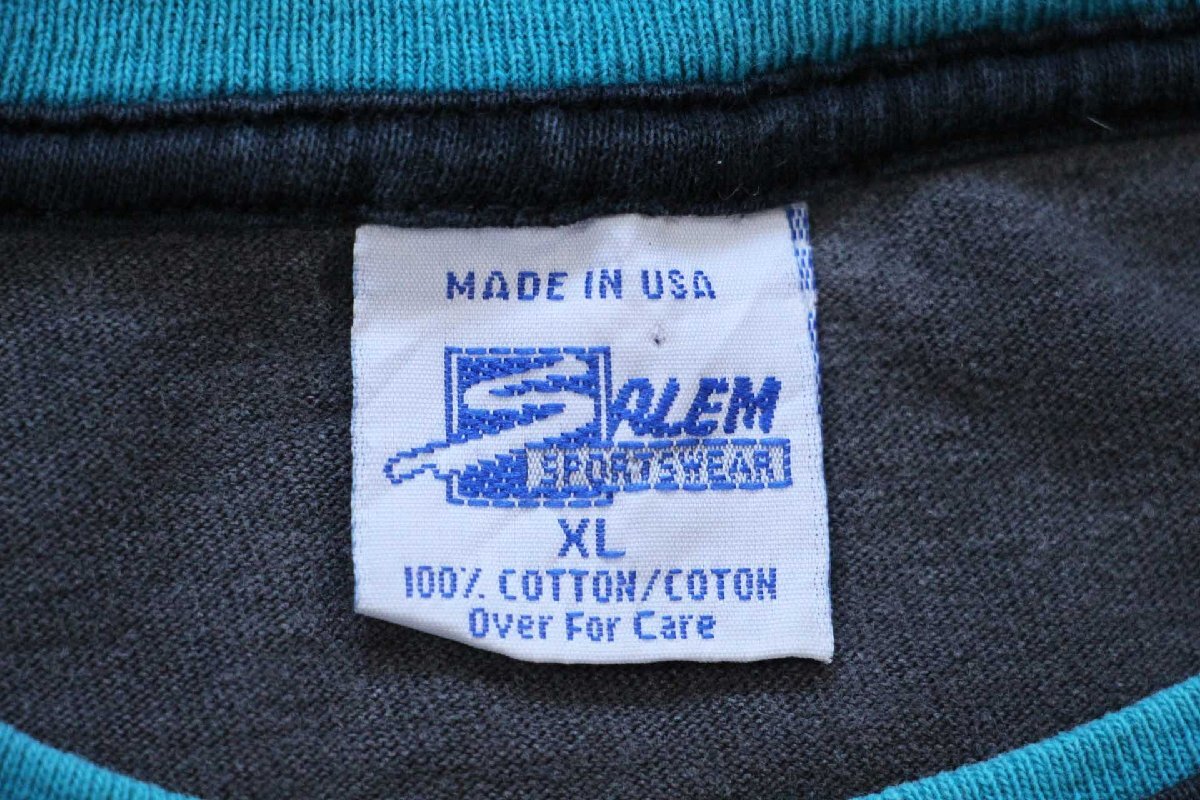 MADE IN USA
SALEM
SPORTSWEAR
XL
100% COTTON/COTON
Over For Care